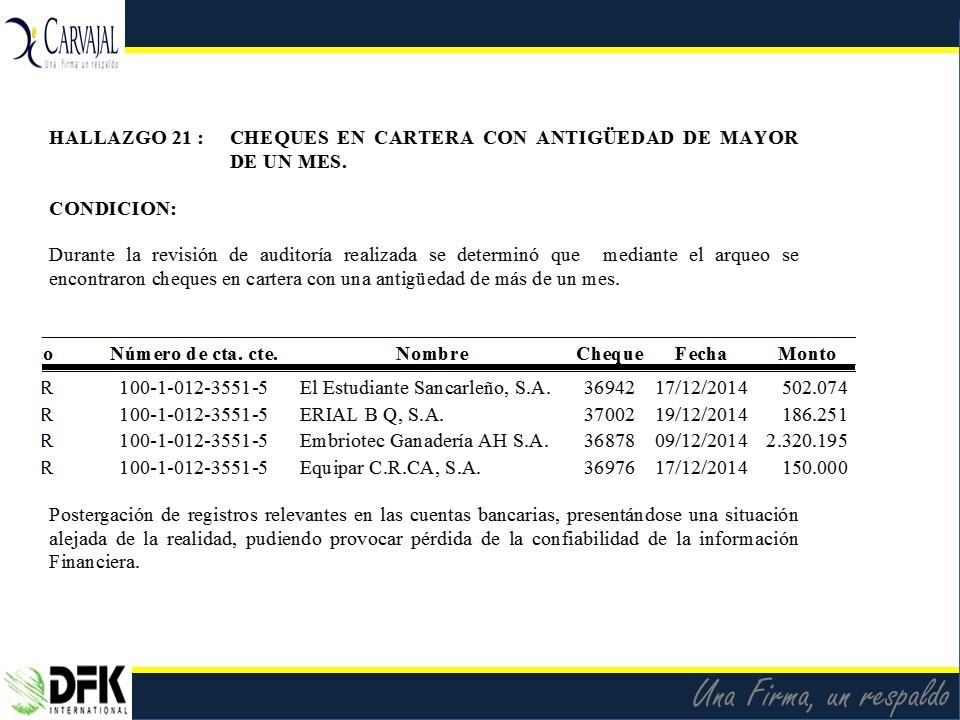 CARVAJAL
Una firma un respaldo
HALLAZGO 21 : CHEQUES EN CARTERA CON ANTIGÜEDAD DE MAYOR
DE UN MES.
CONDICION:
Durante la revisión de auditoría realizada se determinó que mediante el arqueo se
encontraron cheques en cartera con una antigüedad de más de un mes.
o Número de cta. cte. Nombre Cheque Fecha Monto
R 100-1-012-3551-5 El Estudiante Sancarleño, S.A. 36942 17/12/2014 502.074
R 100-1-012-3551-5 ERIAL B Q, S.A. 37002 19/12/2014 186.251
R 100-1-012-3551-5 Embriotec Ganadería AH S.A. 36878 09/12/2014 2.320.195
R 100-1-012-3551-5 Equipar C.R.CA, S.A. 36976 17/12/2014 150.000
Postergación de registros relevantes en las cuentas bancarias, presentándose una situación
alejada de la realidad, pudiendo provocar pérdida de la confiabilidad de la información
Financiera.
DFK
INTERNATIONAL
Una Firma, un respaldo